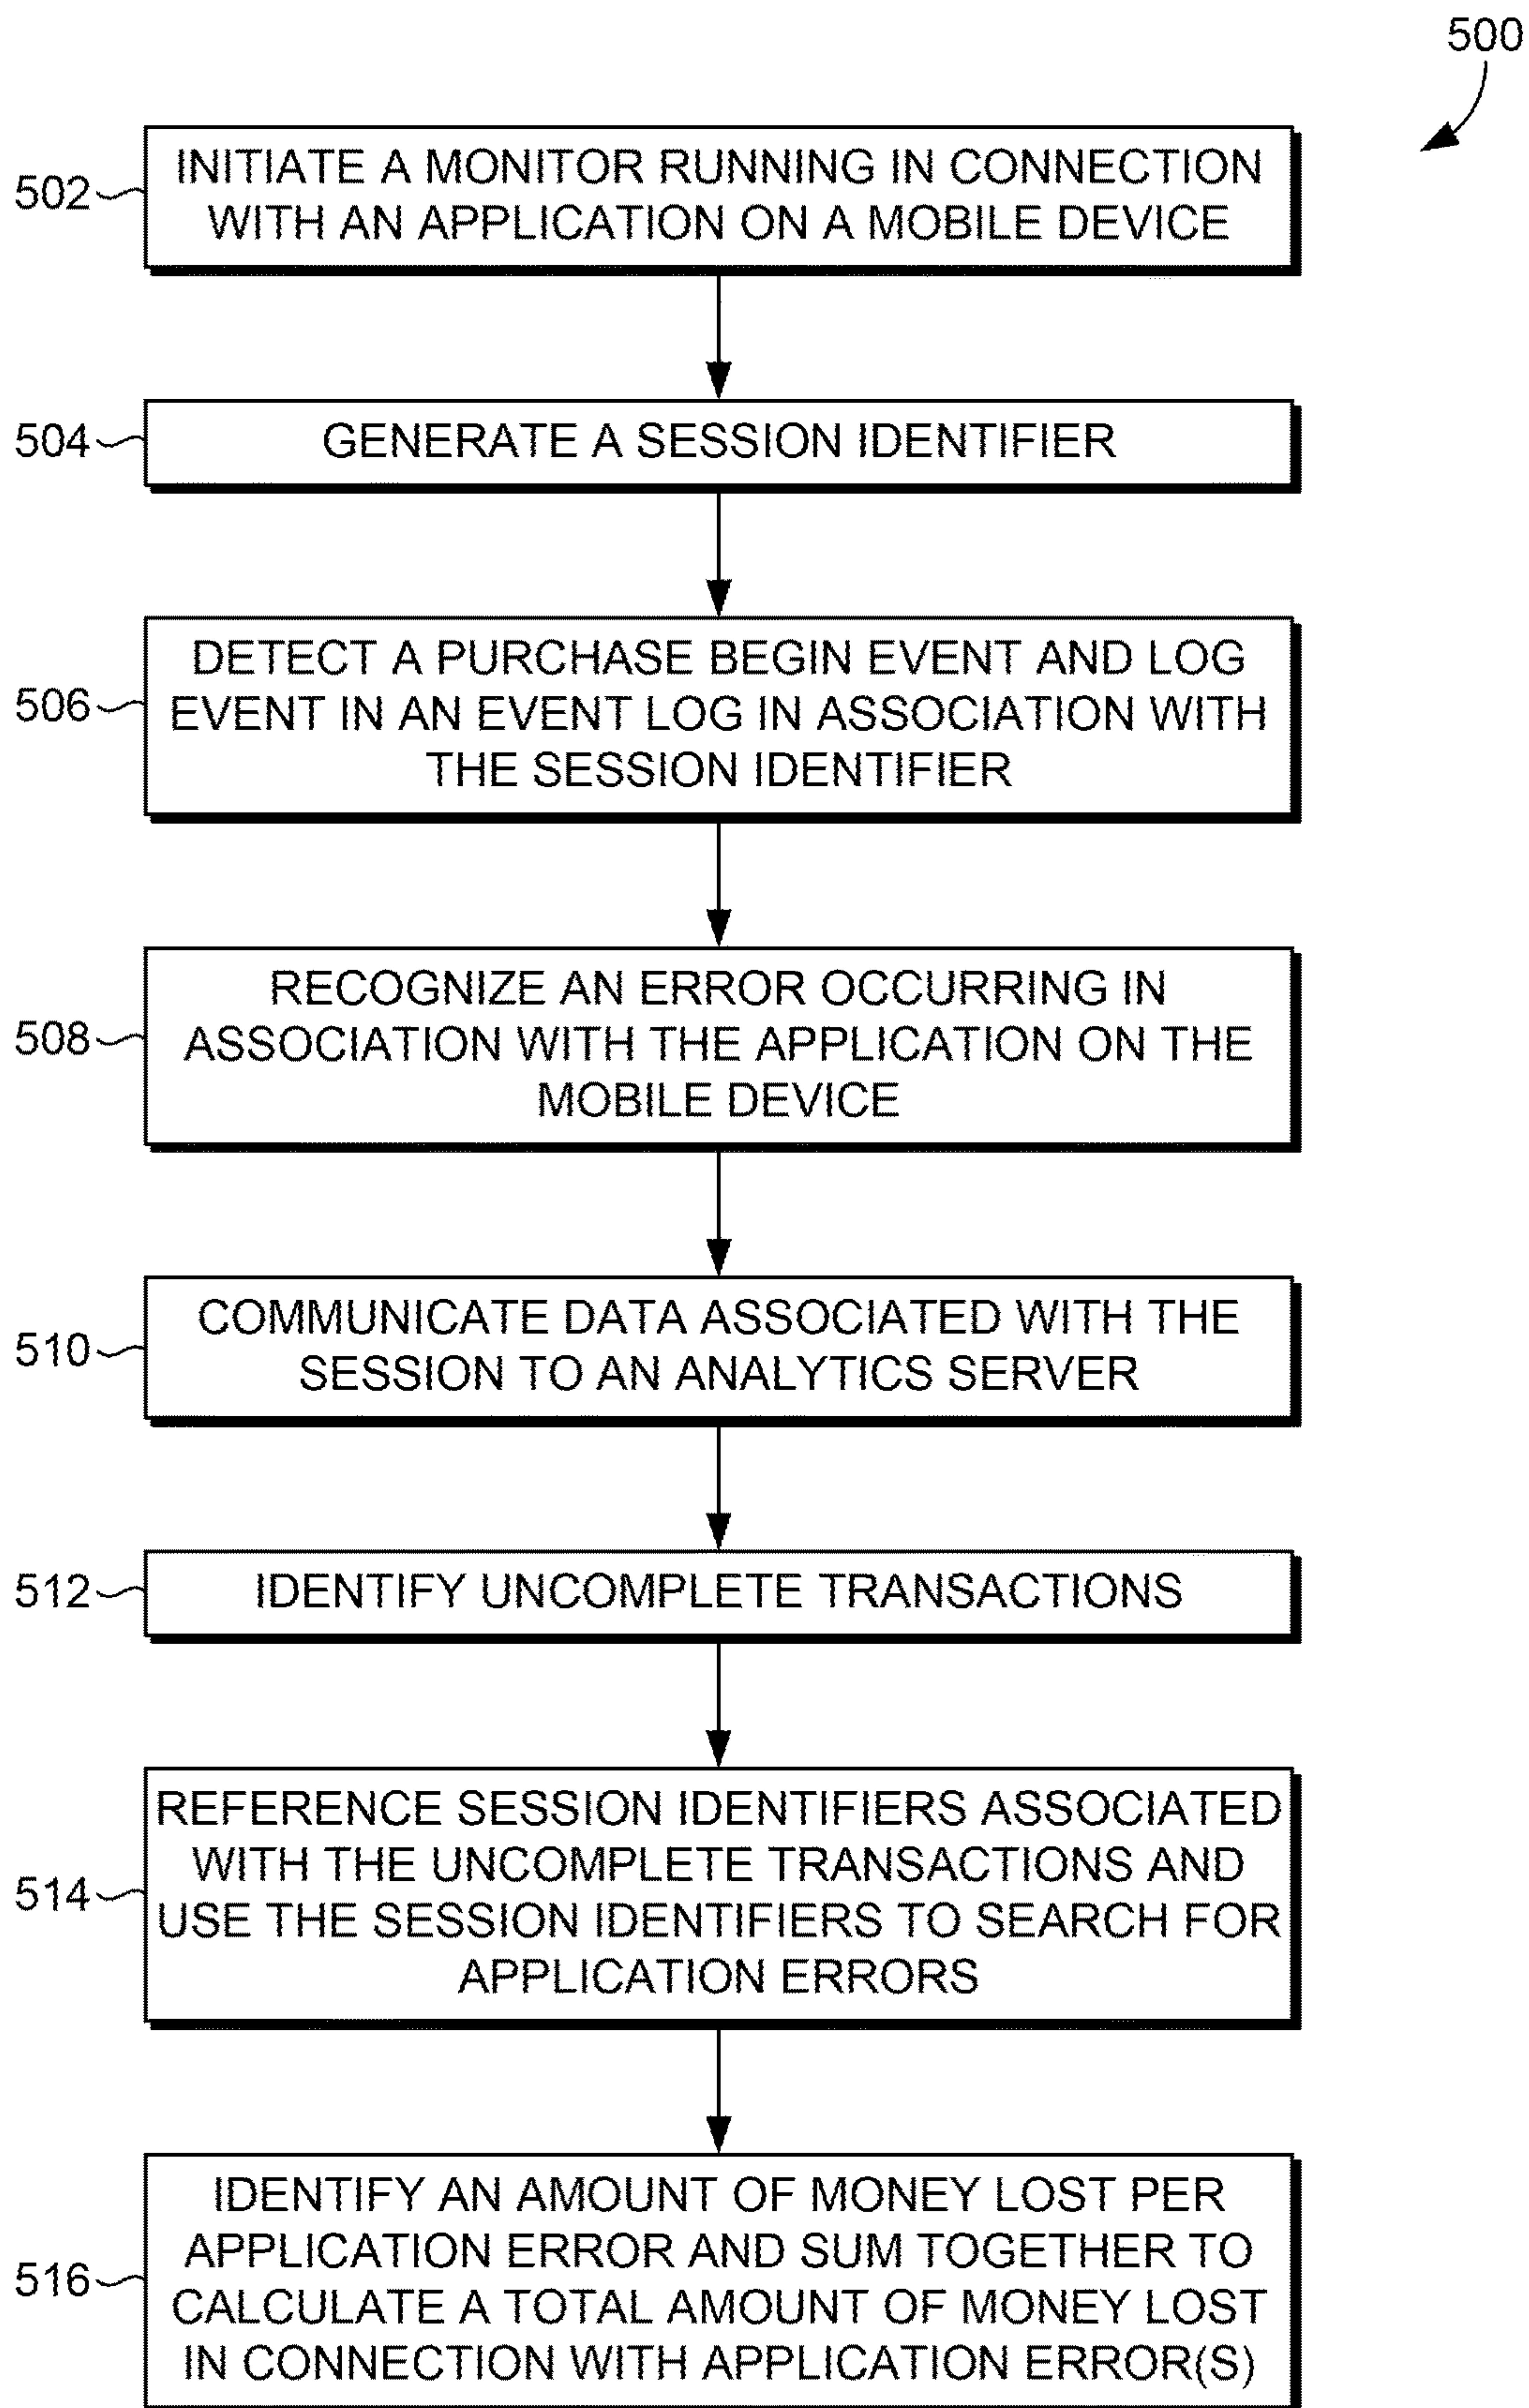 500
502
INITIATE A MONITOR RUNNING IN CONNECTION
WITH AN APPLICATION ON A MOBILE DEVICE
504
GENERATE A SESSION IDENTIFIER
506
DETECT A PURCHASE BEGIN EVENT AND LOG
EVENT IN AN EVENT LOG IN ASSOCIATION WITH
THE SESSION IDENTIFIER
508
RECOGNIZE AN ERROR OCCURRING IN
ASSOCIATION WITH THE APPLICATION ON THE
MOBILE DEVICE
510
COMMUNICATE DATA ASSOCIATED WITH THE
SESSION TO AN ANALYTICS SERVER
512
IDENTIFY UNCOMPLETE TRANSACTIONS
514
REFERENCE SESSION IDENTIFIERS ASSOCIATED
WITH THE UNCOMPLETE TRANSACTIONS AND
USE THE SESSION IDENTIFIERS TO SEARCH FOR
APPLICATION ERRORS
516
IDENTIFY AN AMOUNT OF MONEY LOST PER
APPLICATION ERROR AND SUM TOGETHER TO
CALCULATE A TOTAL AMOUNT OF MONEY LOST
IN CONNECTION WITH APPLICATION ERROR(S)